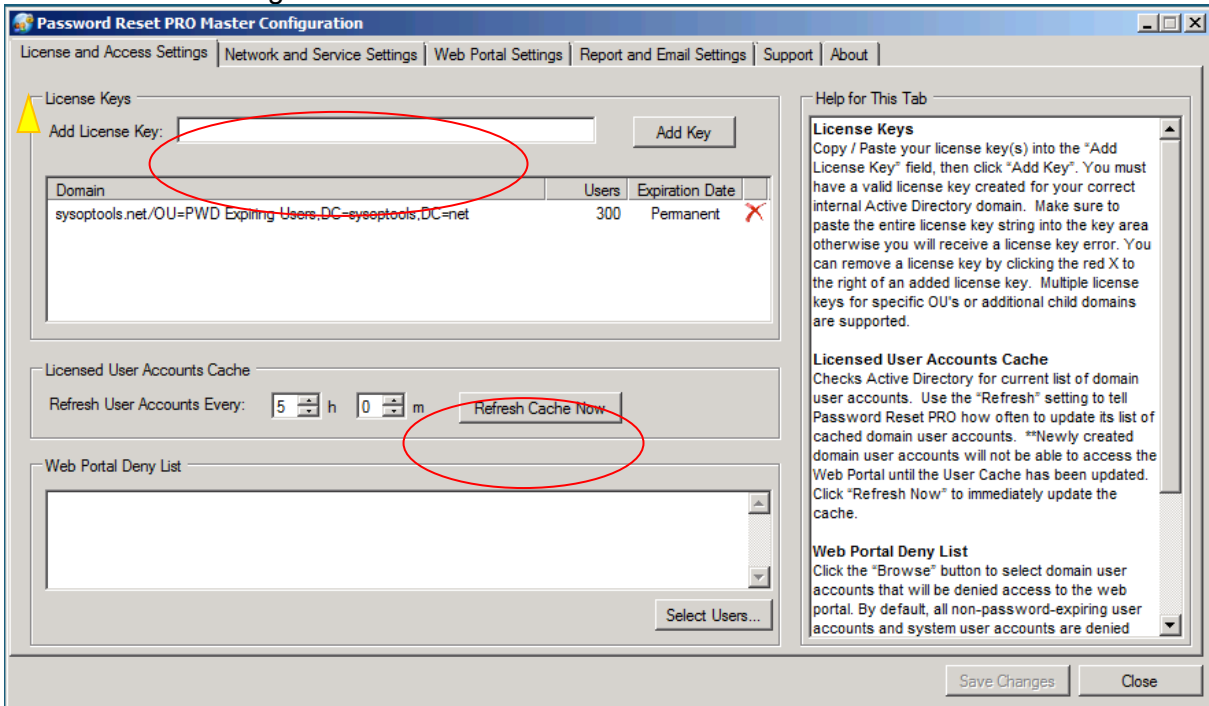 Password Reset PRO Master Configuration
License and Access Settings Network and Service Settings Web Portal Settings Report and Email Settings Support About
License Keys
Add License Key: Add Key
Domain Users Expiration Date
sysoptools.net/OU=PWD Expiring Users,DC=sysoptools,DC=net 300 Permanent
Licensed User Accounts Cache
Refresh User Accounts Every: 5 h 0 m Refresh Cache Now
Web Portal Deny List
Select Users...
Help for This Tab
License Keys
Copy / Paste your license key(s) into the "Add
License Key" field, then click "Add Key". You must
have a valid license key created for your correct
internal Active Directory domain. Make sure to
paste the entire license key string into the key area
otherwise you will receive a license key error. You
can remove a license key by clicking the red X to
the right of an added license key. Multiple license
keys for specific OU's or additional child domains
are supported.
Licensed User Accounts Cache
Checks Active Directory for current list of domain
user accounts. Use the "Refresh" setting to tell
Password Reset PRO how often to update its list of
cached domain user accounts. **Newly created
domain user accounts will not be able to access the
Web Portal until the User Cache has been updated.
Click "Refresh Now" to immediately update the
cache.
Web Portal Deny List
Click the "Browse" button to select domain user
accounts that will be denied access to the web
portal. By default, all non-password-expiring user
accounts and system user accounts are denied
Save Changes Close